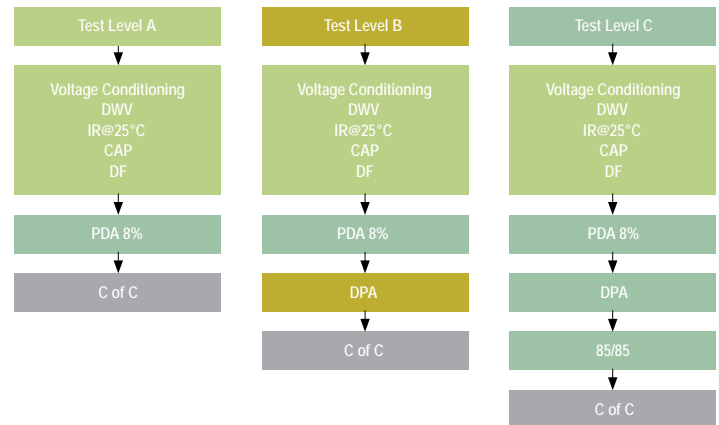 Test Level A
Voltage Conditioning
DWV
IR@25°C
CAP
DF
PDA 8%
C of C
Test Level B
Voltage Conditioning
DWV
IR@25°C
CAP
DF
PDA 8%
DPA
C of C
Test Level C
Voltage Conditioning
DWV
IR@25°C
CAP
DF
PDA 8%
DPA
85/85
C of C